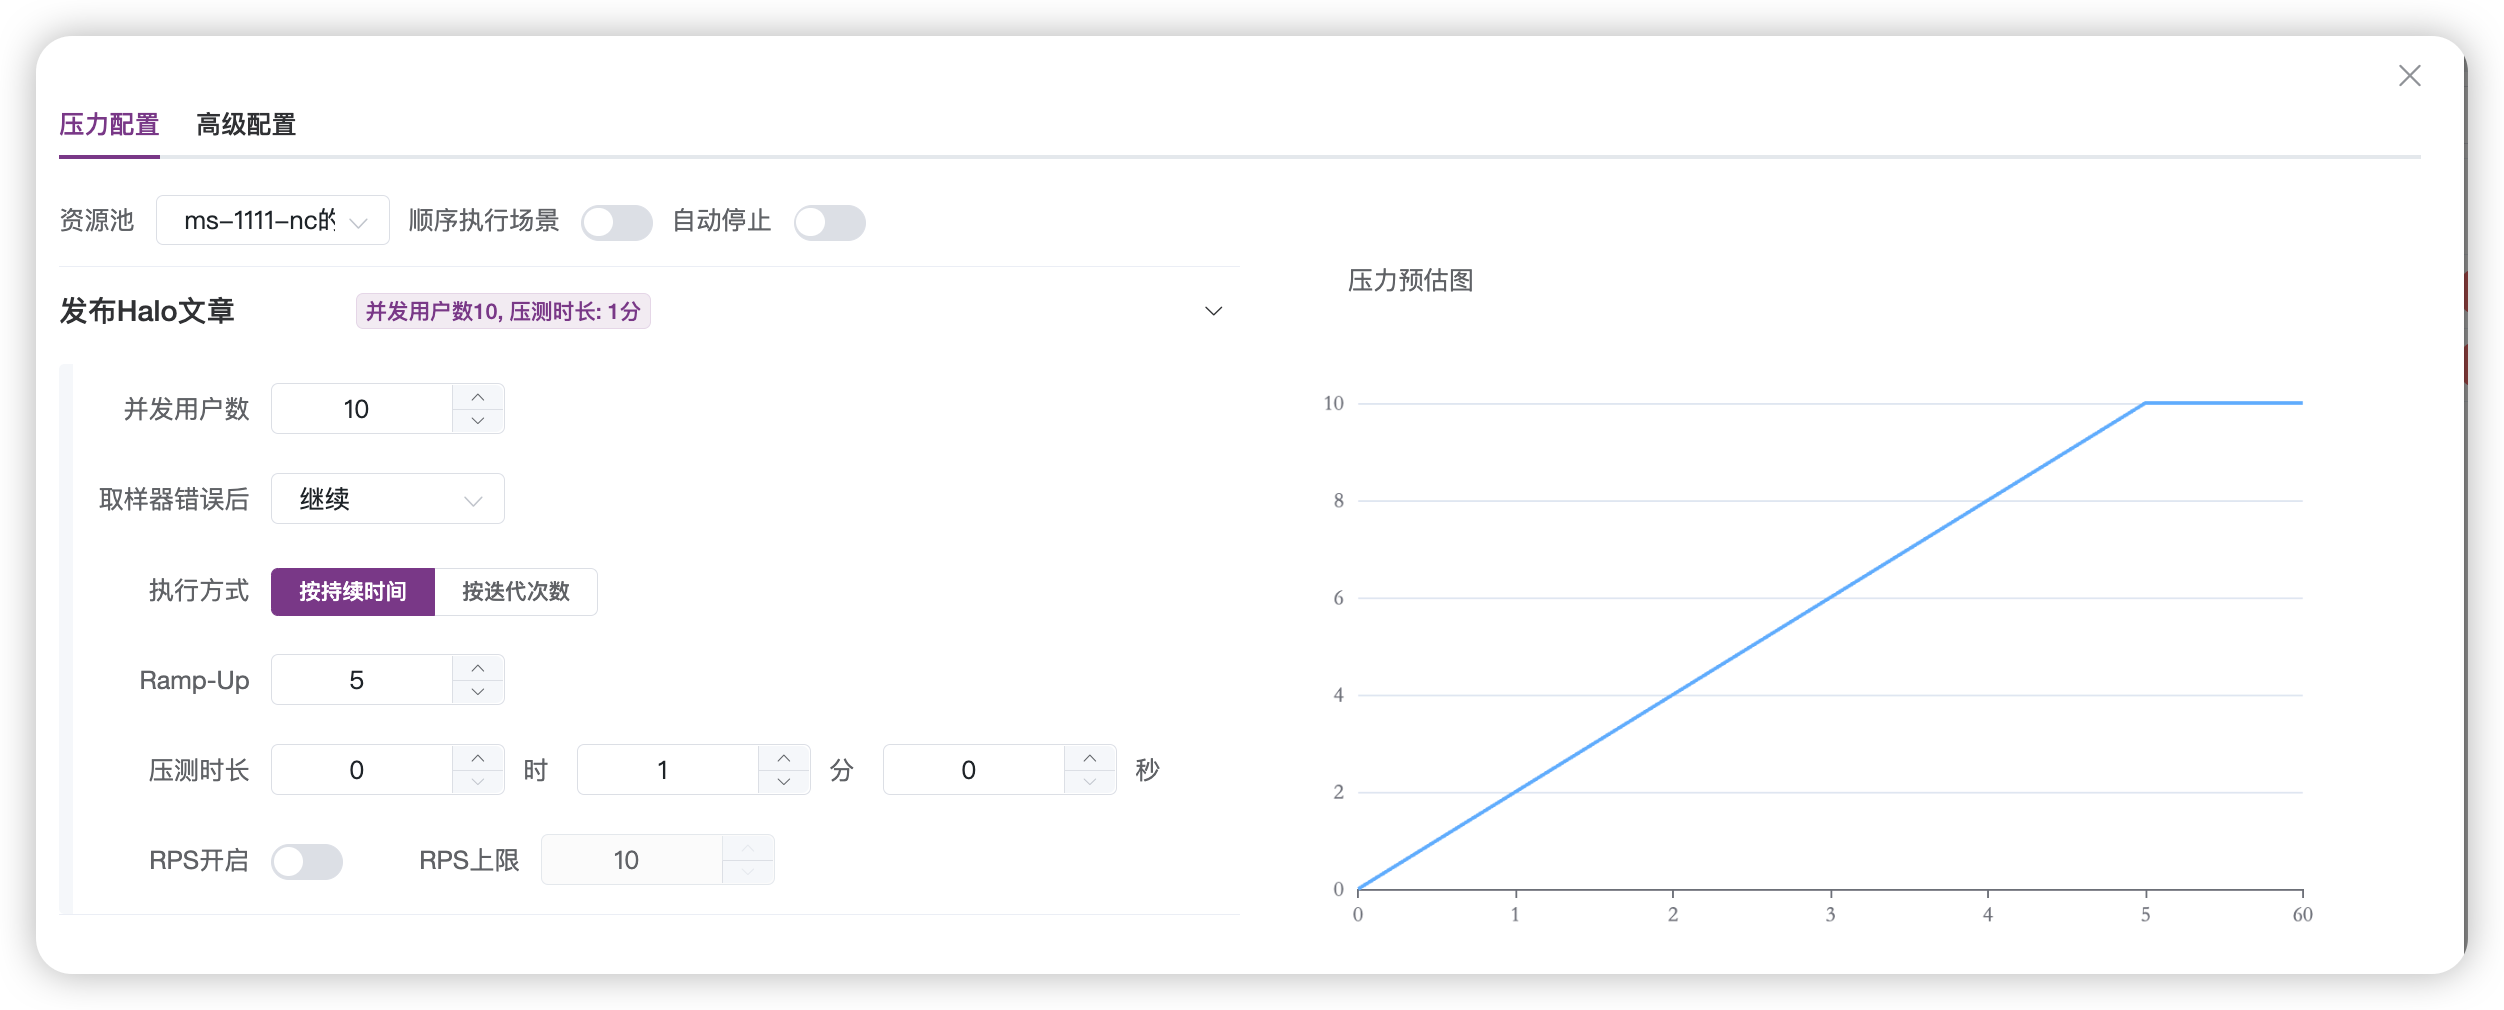 压力配置 高级配置
资源池 ms-1111-nc的 顺序执行场景 自动停止
发布Halo文章 并发用户数10, 压测时长: 1分
并发用户数 10
取样器错误后 继续
执行方式 按持续时间 按迭代次数
Ramp-Up 5
压测时长 0 时 1 分 0 秒
RPS开启 RPS上限 10
压力预估图
10
8
6
4
2
0
0 1 2 3 4 5 60